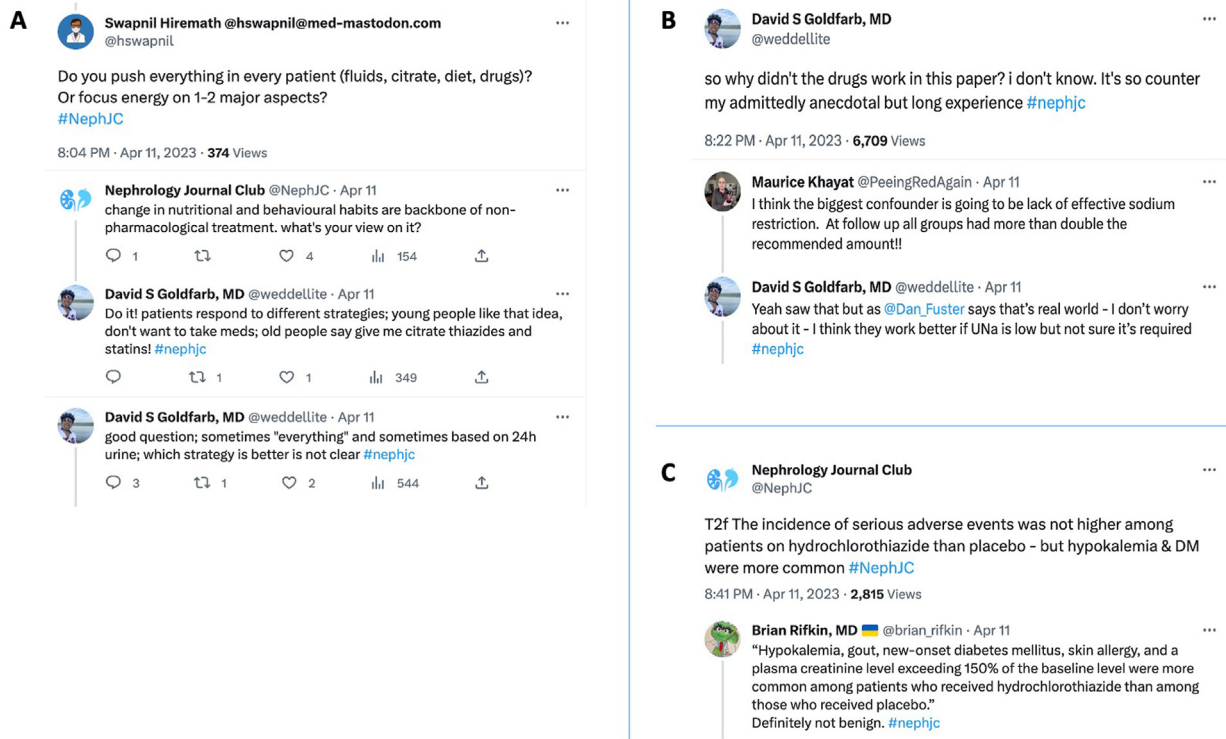 A
Swapnil Hiremath @hswapnil@med-mastodon.com
@hswapnil
Do you push everything in every patient (fluids, citrate, diet, drugs)?
Or focus energy on 1-2 major aspects?
#NephJC
8:04 PM · Apr 11, 2023 · 374 Views
Nephrology Journal Club @NephJC · Apr 11
change in nutritional and behavioural habits are backbone of non-
pharmacological treatment. what's your view on it?
1 4 154
David S Goldfarb, MD @weddellite · Apr 11
Do it! patients respond to different strategies; young people like that idea,
don't want to take meds; old people say give me citrate thiazides and
statins! #nephjc
1 1 349
David S Goldfarb, MD @weddellite · Apr 11
good question; sometimes "everything" and sometimes based on 24h
urine; which strategy is better is not clear #nephjc
3 1 2 544
B
David S Goldfarb, MD
@weddellite
so why didn't the drugs work in this paper? i don't know. It's so counter
my admittedly anecdotal but long experience #nephjc
8:22 PM · Apr 11, 2023 · 6,709 Views
Maurice Khayat @PeeingRedAgain · Apr 11
I think the biggest confounder is going to be lack of effective sodium
restriction. At follow up all groups had more than double the
recommended amount!!
David S Goldfarb, MD @weddellite · Apr 11
Yeah saw that but as @Dan_Fuster says that's real world - I don't worry
about it - I think they work better if UNa is low but not sure it's required
#nephjc
C
Nephrology Journal Club
@NephJC
T2f The incidence of serious adverse events was not higher among
patients on hydrochlorothiazide than placebo - but hypokalemia & DM
were more common #NephJC
8:41 PM · Apr 11, 2023 · 2,815 Views
Brian Rifkin, MD @brian_rifkin · Apr 11
“Hypokalemia, gout, new-onset diabetes mellitus, skin allergy, and a
plasma creatinine level exceeding 150% of the baseline level were more
common among patients who received hydrochlorothiazide than among
those who received placebo.”
Definitely not benign. #nephjc